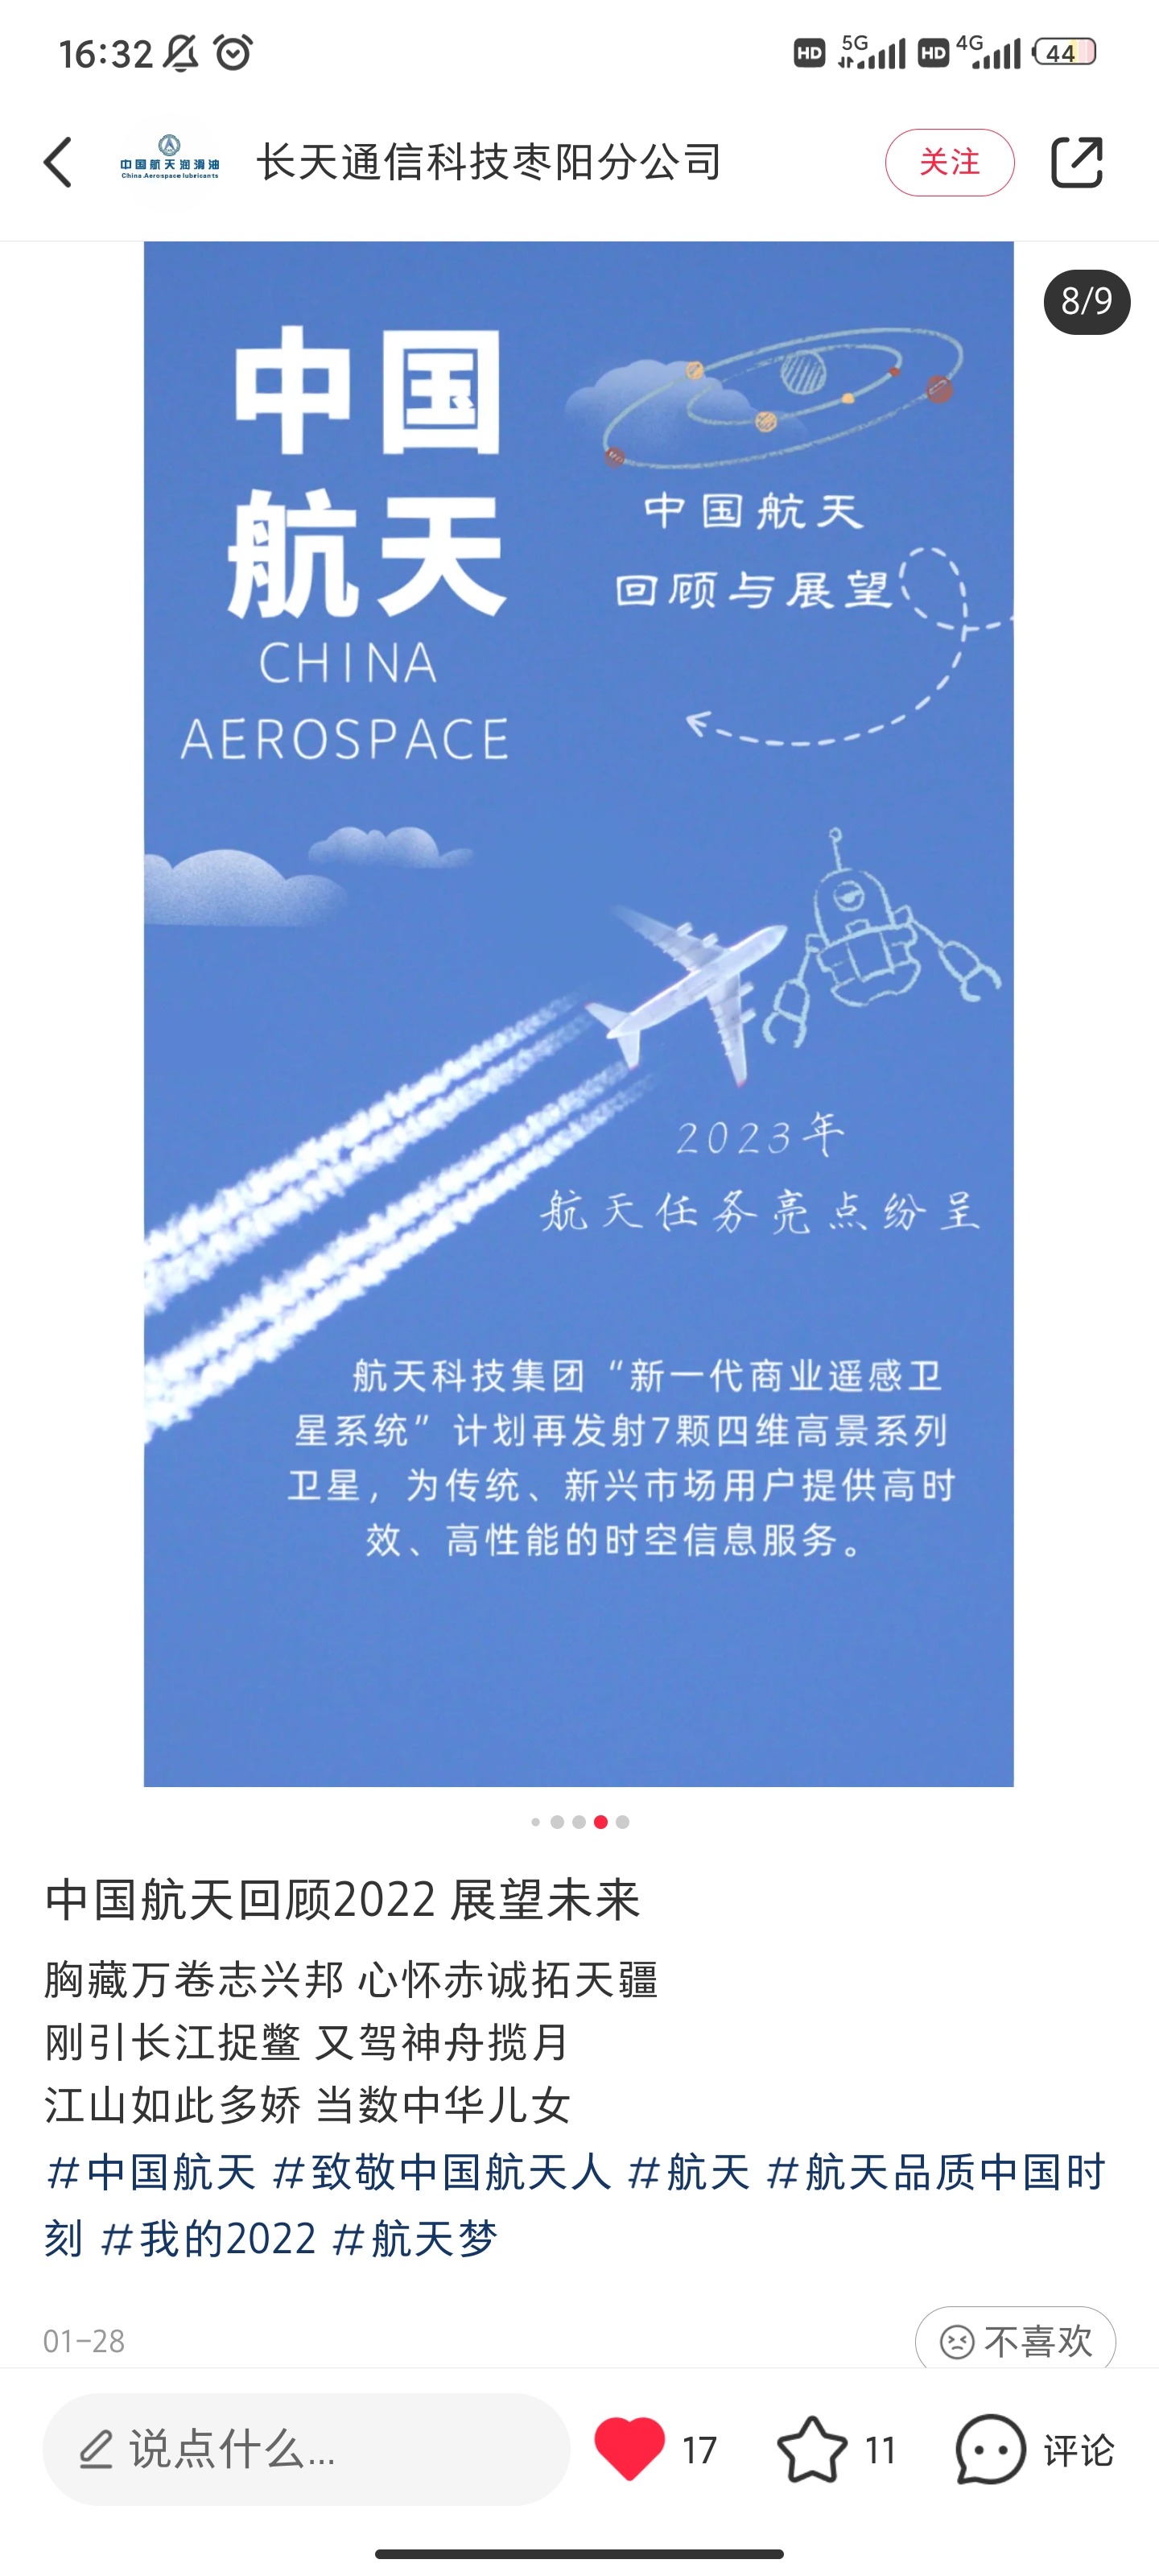 16:32
HD 5G HD 4G 44
中国航天润滑油
China Aerospace lubricants
长天通信科技枣阳分公司
关注
8/9
中国
航天
CHINA
AEROSPACE
中国航天
回顾与展望
2023年
航天任务亮点纷呈
航天科技集团“新一代商业遥感卫
星系统”计划再发射7颗四维高景系列
卫星，为传统、新兴市场用户提供高时
效、高性能的时空信息服务。
中国航天回顾2022 展望未来
胸藏万卷志兴邦 心怀赤诚拓天疆
刚引长江捉鳖 又驾神舟揽月
江山如此多娇 当数中华儿女
#中国航天 #致敬中国航天人 #航天 #航天品质中国时
刻 #我的2022 #航天梦
01-28
不喜欢
说点什么...
17
11
评论